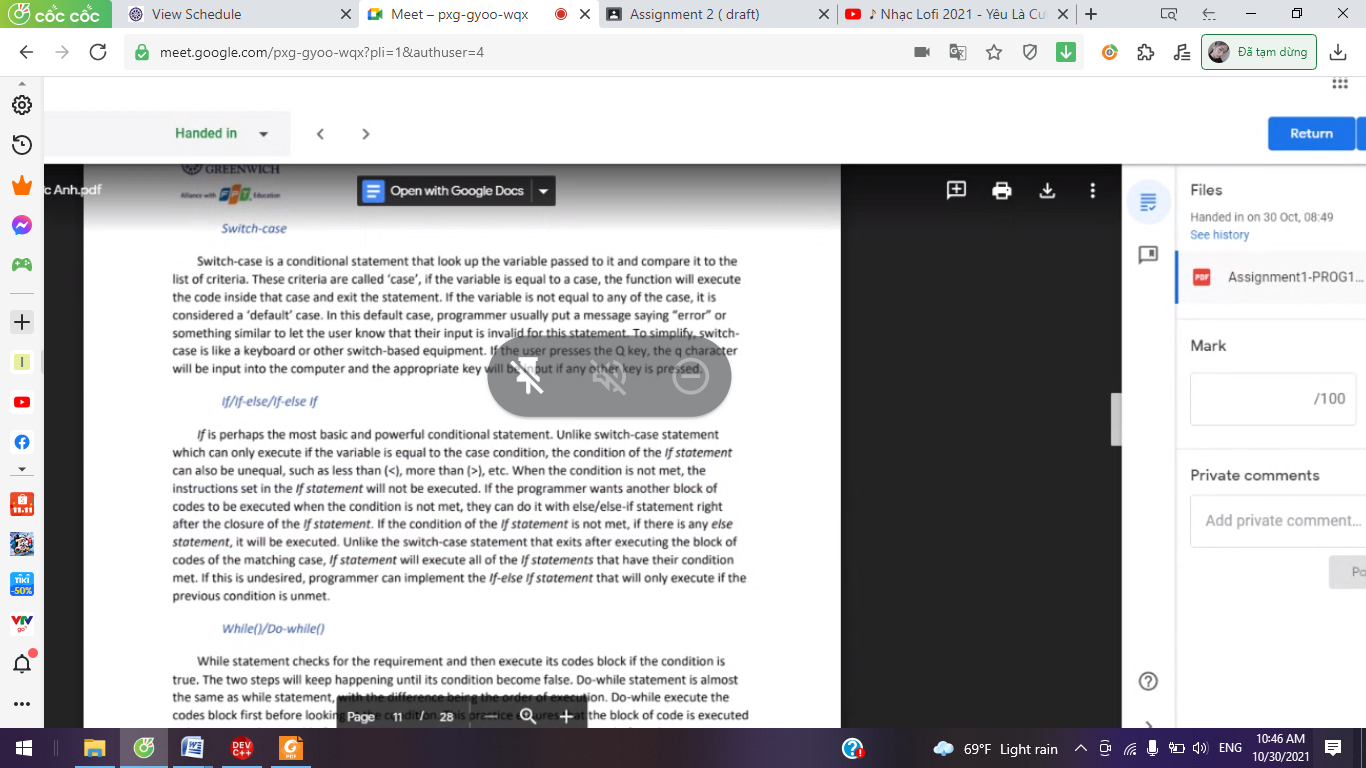 cốc cốc
View Schedule
Meet – pxg-gyoo-wqx
Assignment 2 ( draft)
♪ Nhạc Lofi 2021 - Yêu Là Cư
meet.google.com/pxg-gyoo-wqx?pli=1&authuser=4
Đã tạm dừng
Handed in
Return
GREENWICH
Alliance with FPT Education
c Anh.pdf
Open with Google Docs
Files
Handed in on 30 Oct, 08:49
See history
Assignment1-PROG1...
Mark
/100
Private comments
Add private comment...
Po
Switch-case
Switch-case is a conditional statement that look up the variable passed to it and compare it to the
list of criteria. These criteria are called ‘case’, if the variable is equal to a case, the function will execute
the code inside that case and exit the statement. If the variable is not equal to any of the case, it is
considered a ‘default’ case. In this default case, programmer usually put a message saying “error” or
something similar to let the user know that their input is invalid for this statement. To simplify, switch-
case is like a keyboard or other switch-based equipment. If the user presses the Q key, the q character
will be input into the computer and the appropriate key will be input if any other key is pressed.
If/If-else/If-else If
If is perhaps the most basic and powerful conditional statement. Unlike switch-case statement
which can only execute if the variable is equal to the case condition, the condition of the If statement
can also be unequal, such as less than (<), more than (>), etc. When the condition is not met, the
instructions set in the If statement will not be executed. If the programmer wants another block of
codes to be executed when the condition is not met, they can do it with else/else-if statement right
after the closure of the If statement. If the condition of the If statement is not met, if there is any else
statement, it will be executed. Unlike the switch-case statement that exits after executing the block of
codes of the matching case, If statement will execute all of the If statements that have their condition
met. If this is undesired, programmer can implement the If-else If statement that will only execute if the
previous condition is unmet.
While()/Do-while()
While statement checks for the requirement and then execute its codes block if the condition is
true. The two steps will keep happening until its condition become false. Do-while statement is almost
the same as while statement, with the difference being the order of execution. Do-while execute the
codes block first before looking condition. This practice ensures that the block of code is executed
Page 11 / 28
I
11.11
TIKI
-50%
VTV
go
DEV
C++
PDF
69°F Light rain
ENG
10:46 AM
10/30/2021